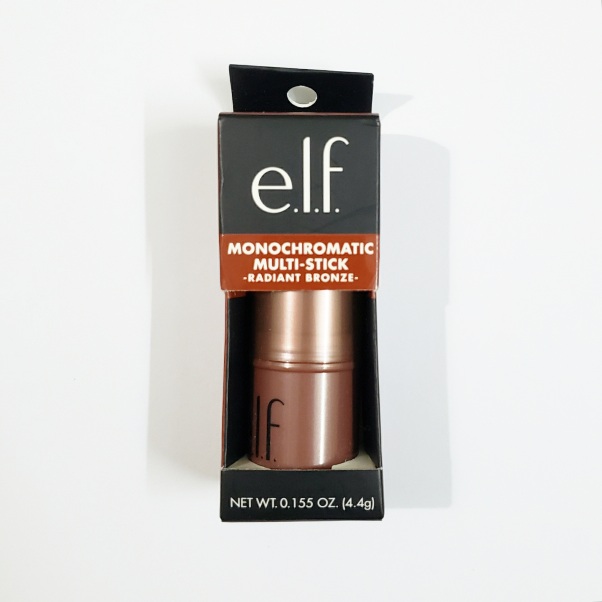 e.l.f.
MONOCHROMATIC
MULTI-STICK
-RADIANT BRONZE-
l.f.
NET WT. 0.155 OZ. (4.4g)